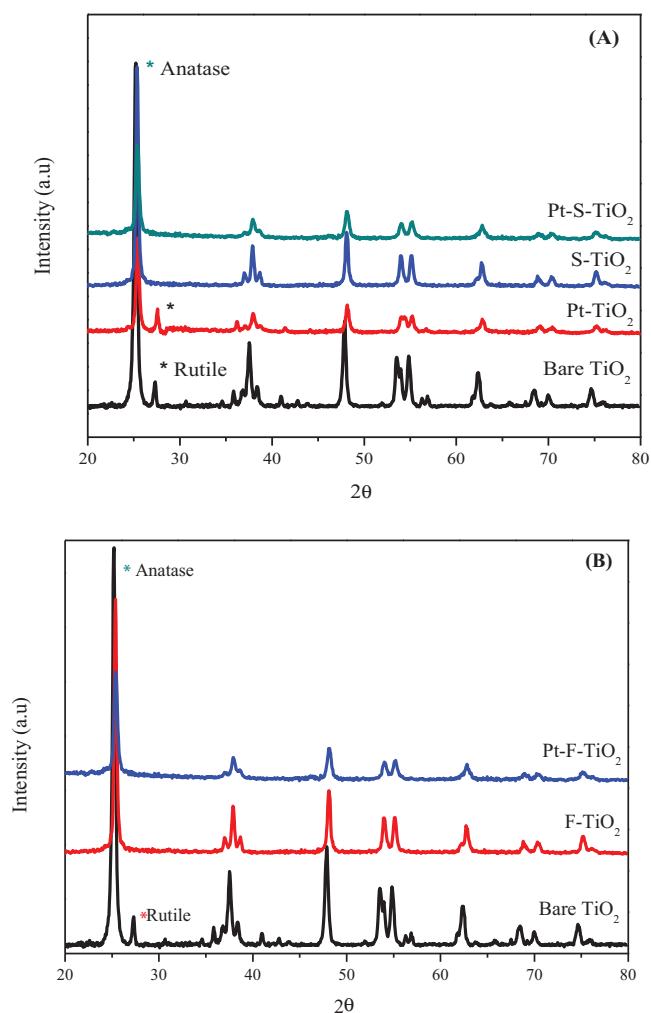 (A)
* Anatase
Pt-S-TiO₂
S-TiO₂
*
Pt-TiO₂
* Rutile
Bare TiO₂
Intensity (a.u)
20 30 40 50 60 70 80
2θ
(B)
* Anatase
Pt-F-TiO₂
F-TiO₂
*Rutile
Bare TiO₂
Intensity (a.u)
20 30 40 50 60 70 80
2θ